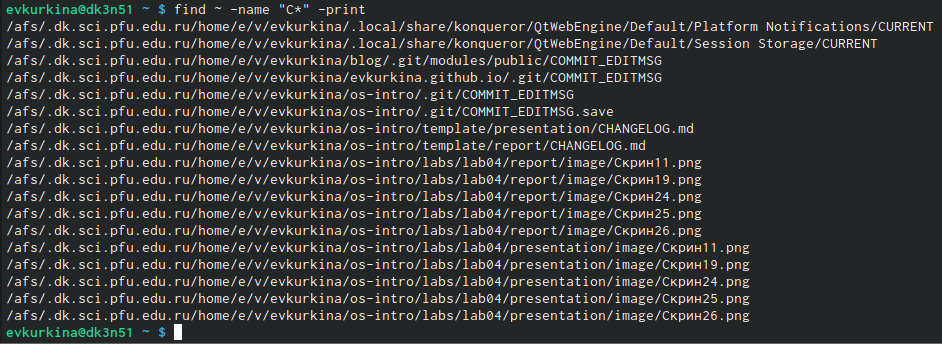 evkurkina@dk3n51 ~ $ find ~ -name "C*" -print
/afs/.dk.sci.pfu.edu.ru/home/e/v/evkurkina/.local/share/konqueror/QtWebEngine/Default/Platform Notifications/CURRENT
/afs/.dk.sci.pfu.edu.ru/home/e/v/evkurkina/.local/share/konqueror/QtWebEngine/Default/Session Storage/CURRENT
/afs/.dk.sci.pfu.edu.ru/home/e/v/evkurkina/blog/.git/modules/public/COMMIT_EDITMSG
/afs/.dk.sci.pfu.edu.ru/home/e/v/evkurkina/evkurkina.github.io/.git/COMMIT_EDITMSG
/afs/.dk.sci.pfu.edu.ru/home/e/v/evkurkina/os-intro/.git/COMMIT_EDITMSG
/afs/.dk.sci.pfu.edu.ru/home/e/v/evkurkina/os-intro/.git/COMMIT_EDITMSG.save
/afs/.dk.sci.pfu.edu.ru/home/e/v/evkurkina/os-intro/template/presentation/CHANGELOG.md
/afs/.dk.sci.pfu.edu.ru/home/e/v/evkurkina/os-intro/template/report/CHANGELOG.md
/afs/.dk.sci.pfu.edu.ru/home/e/v/evkurkina/os-intro/labs/lab04/report/image/Cкрин11.png
/afs/.dk.sci.pfu.edu.ru/home/e/v/evkurkina/os-intro/labs/lab04/report/image/Cкрин19.png
/afs/.dk.sci.pfu.edu.ru/home/e/v/evkurkina/os-intro/labs/lab04/report/image/Cкрин24.png
/afs/.dk.sci.pfu.edu.ru/home/e/v/evkurkina/os-intro/labs/lab04/report/image/Cкрин25.png
/afs/.dk.sci.pfu.edu.ru/home/e/v/evkurkina/os-intro/labs/lab04/report/image/Cкрин26.png
/afs/.dk.sci.pfu.edu.ru/home/e/v/evkurkina/os-intro/labs/lab04/presentation/image/Cкрин11.png
/afs/.dk.sci.pfu.edu.ru/home/e/v/evkurkina/os-intro/labs/lab04/presentation/image/Cкрин19.png
/afs/.dk.sci.pfu.edu.ru/home/e/v/evkurkina/os-intro/labs/lab04/presentation/image/Cкрин24.png
/afs/.dk.sci.pfu.edu.ru/home/e/v/evkurkina/os-intro/labs/lab04/presentation/image/Cкрин25.png
/afs/.dk.sci.pfu.edu.ru/home/e/v/evkurkina/os-intro/labs/lab04/presentation/image/Cкрин26.png
evkurkina@dk3n51 ~ $